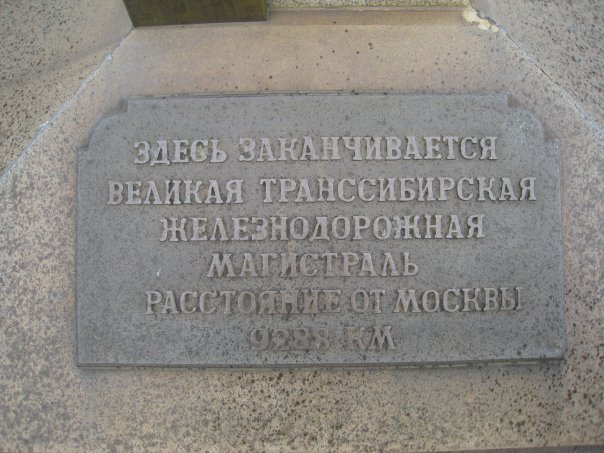 ЗДЕСЬ ЗАКАНЧИВАЕТСЯ
ВЕЛИКАЯ ТРАНССИБИРСКАЯ
ЖЕЛЕЗНОДОРОЖНАЯ
МАГИСТРАЛЬ
РАССТОЯНИЕ ОТ МОСКВЫ
9288 КМ